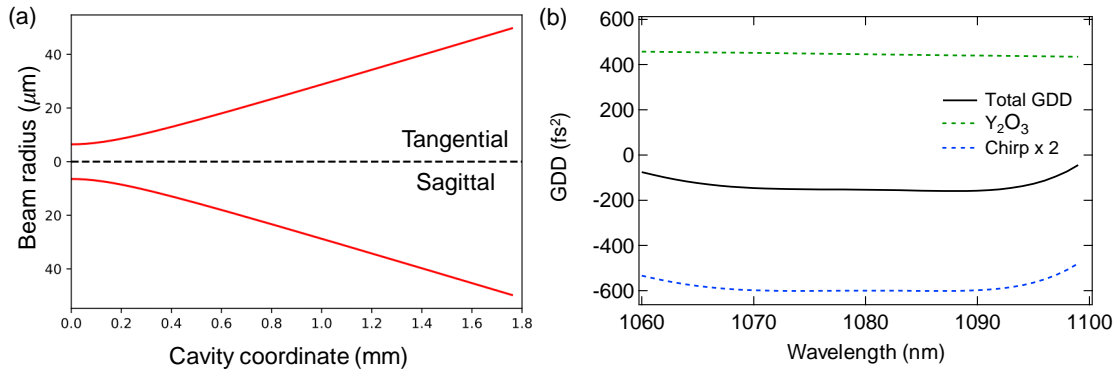 (a)
Beam radius (μm)
40
20
0
20
40
Tangential
Sagittal
0.0 0.2 0.4 0.6 0.8 1.0 1.2 1.4 1.6 1.8
Cavity coordinate (mm)
(b)
GDD (fs²)
600
400
200
0
-200
-400
-600
Total GDD
Y₂O₃
Chirp x 2
1060 1070 1080 1090 1100
Wavelength (nm)